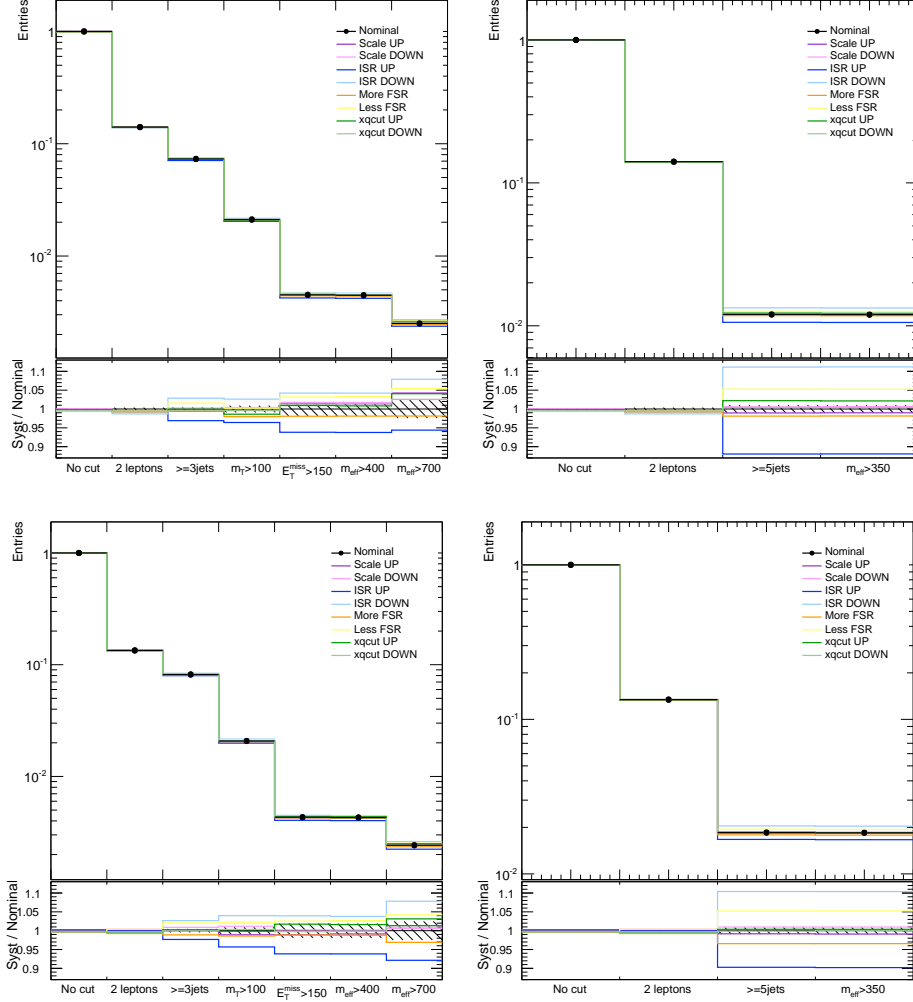 Entries
1
10^-1
10^-2
Nominal
Scale UP
Scale DOWN
ISR UP
ISR DOWN
More FSR
Less FSR
xqcut UP
xqcut DOWN
Syst / Nominal
1.1
1.05
1
0.95
0.9
No cut
2 leptons
>=3jets
m_T>100
E_T^miss>150
m_eff>400
m_eff>700
Entries
1
10^-1
10^-2
Nominal
Scale UP
Scale DOWN
ISR UP
ISR DOWN
More FSR
Less FSR
xqcut UP
xqcut DOWN
Syst / Nominal
1.1
1.05
1
0.95
0.9
No cut
2 leptons
>=5jets
m_eff>350
Entries
1
10^-1
10^-2
Nominal
Scale UP
Scale DOWN
ISR UP
ISR DOWN
More FSR
Less FSR
xqcut UP
xqcut DOWN
Syst / Nominal
1.1
1.05
1
0.95
0.9
No cut
2 leptons
>=3jets
m_T>100
E_T^miss>150
m_eff>400
m_eff>700
Entries
1
10^-1
10^-2
Nominal
Scale UP
Scale DOWN
ISR UP
ISR DOWN
More FSR
Less FSR
xqcut UP
xqcut DOWN
Syst / Nominal
1.1
1.05
1
0.95
0.9
No cut
2 leptons
>=5jets
m_eff>350